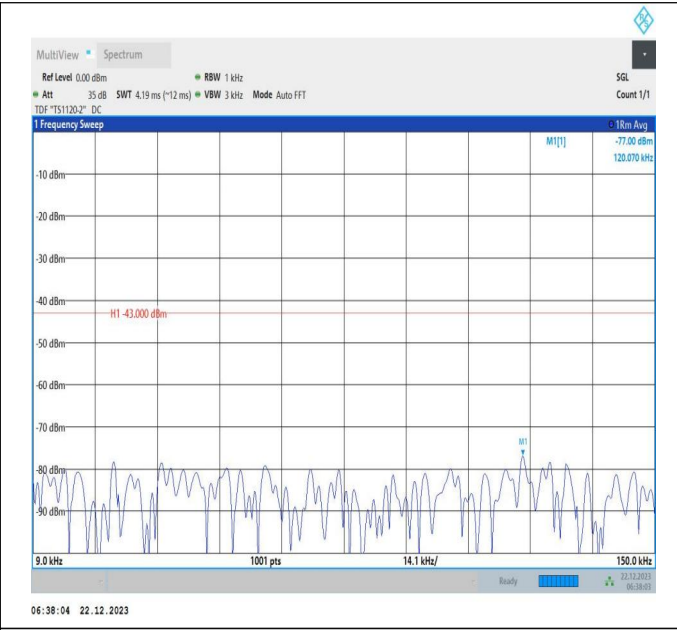 R S
MultiView Spectrum
Ref Level 0.00 dBm RBW 1 kHz SGL
Att 35 dB SWT 4.19 ms (~12 ms) VBW 3 kHz Mode Auto FFT Count 1/1
TDF "TS1120-2" DC
1 Frequency Sweep 1Rm Avg
M1[1] -77.00 dBm
120.070 kHz
-10 dBm
-20 dBm
-30 dBm
-40 dBm
H1 -43.000 dBm
-50 dBm
-60 dBm
-70 dBm
M1
-80 dBm
-90 dBm
9.0 kHz 1001 pts 14.1 kHz/ 150.0 kHz
Ready 22.12.2023
06:38:03
06:38:04 22.12.2023